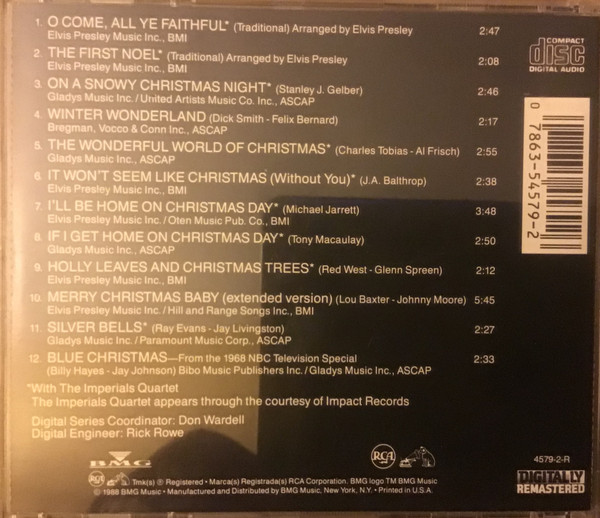 1. O COME, ALL YE FAITHFUL* (Traditional) Arranged by Elvis Presley 2:47
Elvis Presley Music Inc., BMI
2. THE FIRST NOEL* (Traditional) Arranged by Elvis Presley 2:08
Elvis Presley Music Inc., BMI
3. ON A SNOWY CHRISTMAS NIGHT* (Stanley J. Gelber) 2:46
Gladys Music Inc./United Artists Music Co. Inc., ASCAP
4. WINTER WONDERLAND (Dick Smith - Felix Bernard) 2:17
Bregman, Vocco & Conn Inc., ASCAP
5. THE WONDERFUL WORLD OF CHRISTMAS* (Charles Tobias - Al Frisch) 2:55
Gladys Music Inc., ASCAP
6. IT WON'T SEEM LIKE CHRISTMAS (Without You)* (J.A. Balthrop) 2:38
Elvis Presley Music Inc., BMI
7. I'LL BE HOME ON CHRISTMAS DAY* (Michael Jarrett) 3:48
Elvis Presley Music Inc./Oten Music Pub. Co., BMI
8. IF I GET HOME ON CHRISTMAS DAY* (Tony Macaulay) 2:50
Gladys Music Inc., ASCAP
9. HOLLY LEAVES AND CHRISTMAS TREES* (Red West - Glenn Spreen) 2:12
Elvis Presley Music Inc., BMI
10. MERRY CHRISTMAS BABY (extended version) (Lou Baxter - Johnny Moore) 5:45
Elvis Presley Music Inc./Hill and Range Songs Inc., BMI
11. SILVER BELLS* (Ray Evans - Jay Livingston) 2:27
Gladys Music Inc./Paramount Music Corp., ASCAP
12. BLUE CHRISTMAS—From the 1968 NBC Television Special 2:33
(Billy Hayes - Jay Johnson) Bibo Music Publishers Inc./Gladys Music Inc., ASCAP
*With The Imperials Quartet
The Imperials Quartet appears through the courtesy of Impact Records
Digital Series Coordinator: Don Wardell
Digital Engineer: Rick Rowe
COMPACT
disc
DIGITAL AUDIO
0 7863-54579-2
BMG
RCA
4579-2-R
RCA Tmk(s) ® Registered • Marca(s) Registrada(s) RCA Corporation. BMG logo TM BMG Music
© 1988 BMG Music • Manufactured and Distributed by BMG Music, New York, N.Y. • Printed in U.S.A.
DIGITALLY
REMASTERED